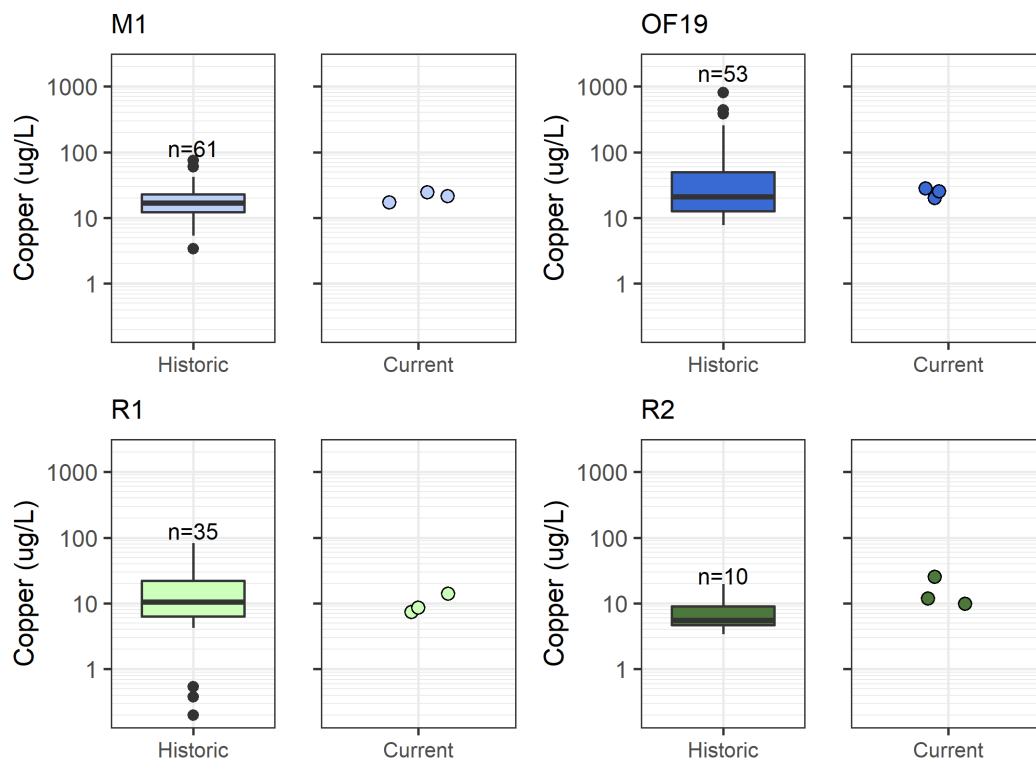 M1
OF19
Copper (ug/L)
1000
100
10
1
n=61
Historic
Current
Copper (ug/L)
1000
100
10
1
n=53
Historic
Current
R1
R2
Copper (ug/L)
1000
100
10
1
n=35
Historic
Current
Copper (ug/L)
1000
100
10
1
n=10
Historic
Current